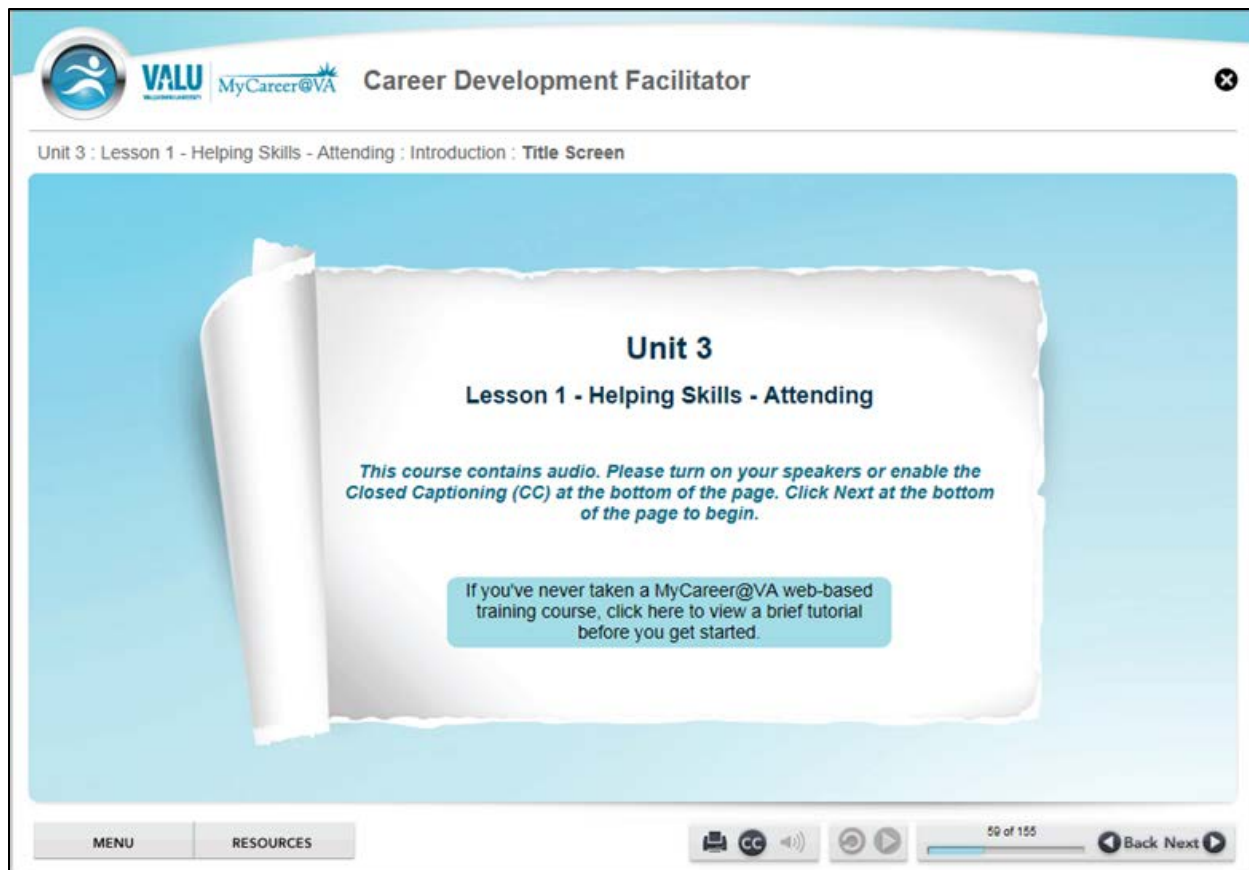 VALU MyCareer@VA Career Development Facilitator
Unit 3 : Lesson 1 - Helping Skills - Attending : Introduction : Title Screen
Unit 3
Lesson 1 - Helping Skills - Attending
This course contains audio. Please turn on your speakers or enable the
Closed Captioning (CC) at the bottom of the page. Click Next at the bottom
of the page to begin.
If you've never taken a MyCareer@VA web-based
training course, click here to view a brief tutorial
before you get started.
MENU RESOURCES CC 59 of 155 Back Next